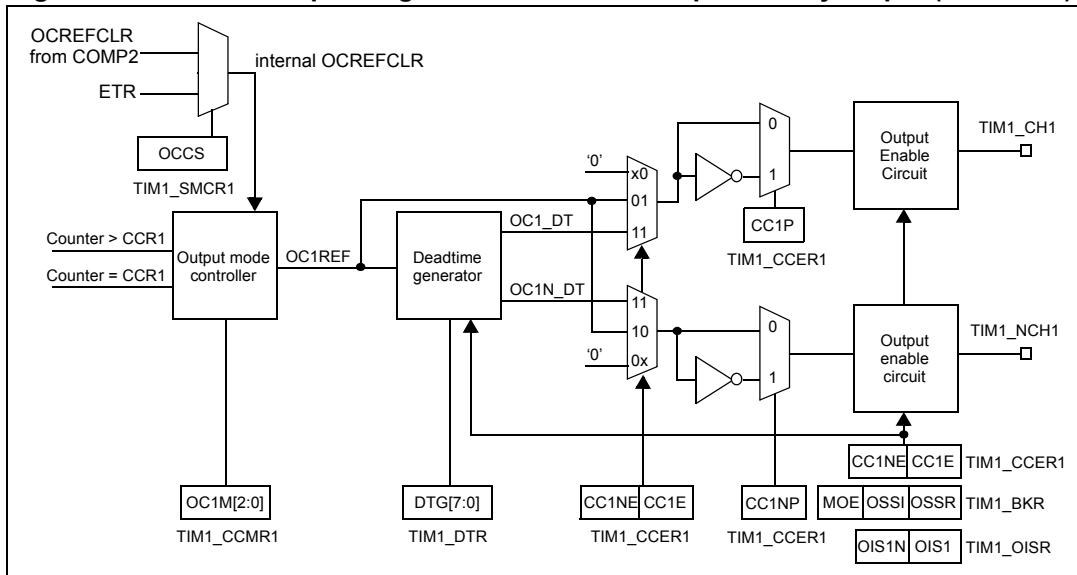 OCREFCLR
from COMP2
internal OCREFCLR
ETR
OCCS
TIM1_SMCR1
Counter > CCR1
Counter = CCR1
Output mode
controller
OC1REF
Deadtime
generator
OC1_DT
OC1N_DT
'0'
x0
01
11
11
10
'0'
0x
0
1
CC1P
TIM1_CCER1
Output
Enable
Circuit
TIM1_CH1
0
1
Output
enable
circuit
TIM1_NCH1
OC1M[2:0]
TIM1_CCMR1
DTG[7:0]
TIM1_DTR
CC1NE CC1E
TIM1_CCER1
CC1NP
TIM1_CCER1
CC1NE CC1E TIM1_CCER1
MOE OSSI OSSR TIM1_BKR
OIS1N OIS1 TIM1_OISR